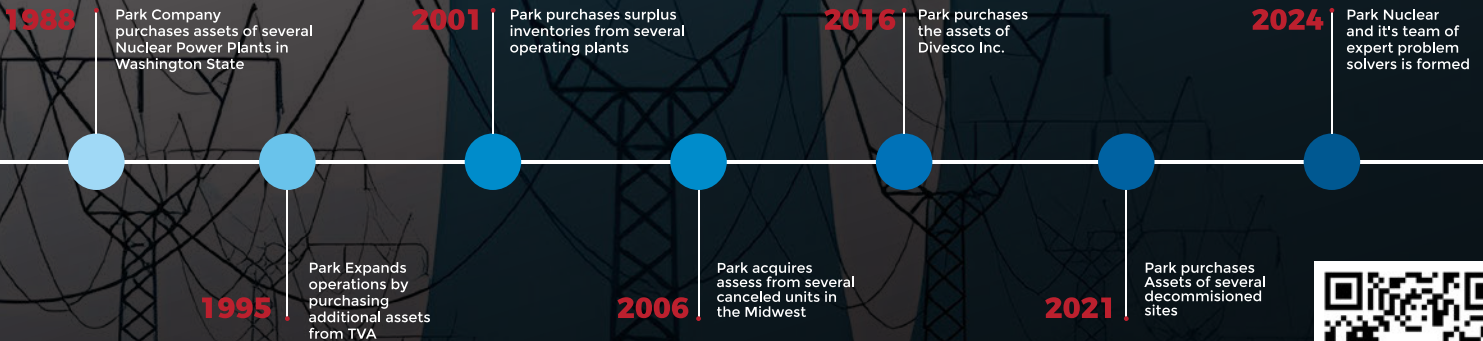 1988
Park Company
purchases assets of several
Nuclear Power Plants in
Washington State
1995
Park Expands
operations by
purchasing
additional assets
from TVA
2001
Park purchases surplus
inventories from several
operating plants
2006
Park acquires
assess from several
canceled units in
the Midwest
2016
Park purchases
the assets of
Divesco Inc.
2021
Park purchases
Assets of several
decommisioned
sites
2024
Park Nuclear
and it's team of
expert problem
solvers is formed